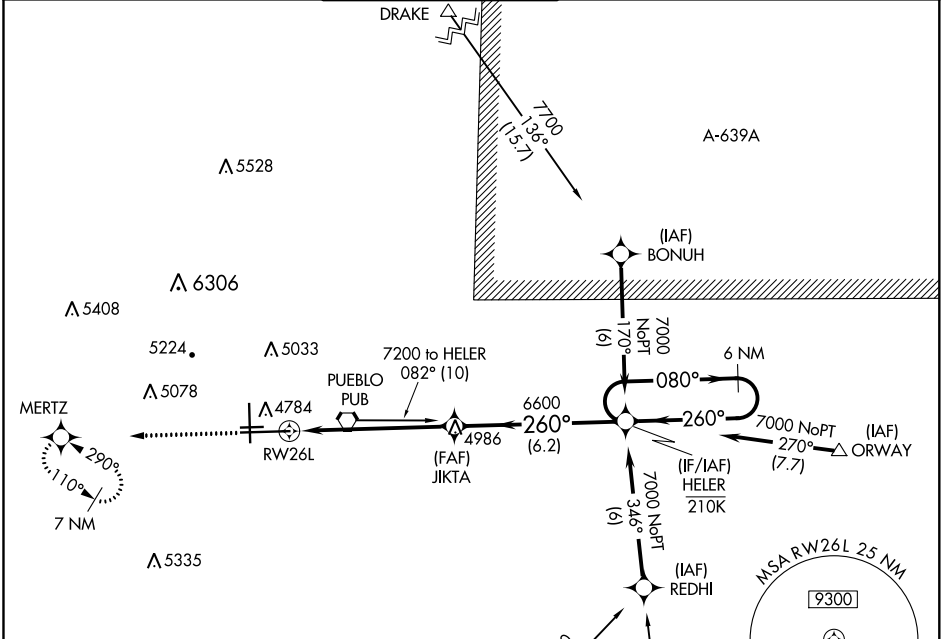 DRAKE
7700
136°
(15.7)
A-639A
5528
(IAF)
BONUH
6306
5408
7000
NoPT
170°
(6)
6 NM
5224
5033
7200 to HELER
082° (10)
080°
5078
PUEBLO
PUB
6600
260°
(6.2)
260°
7000 NoPT
270°
(7.7)
(IAF)
ORWAY
MERTZ
4784
4986
RW26L
(FAF)
JIKTA
(IF/IAF)
HELER
210K
290°
110°
7 NM
7000 NoPT
346°
(6)
5335
(IAF)
REDHI
MSA RW26L 25 NM
9300